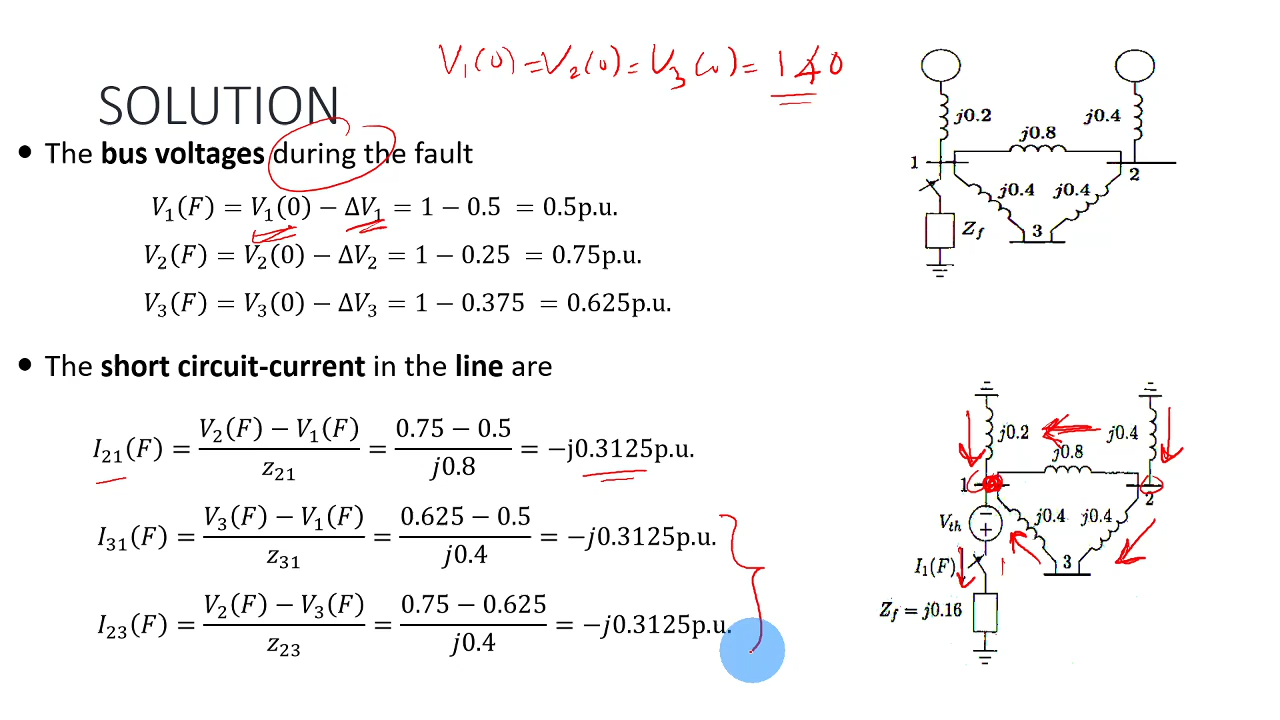 V₁(0) = V₂(0) = V₃(0) = 1∠0
SOLUTION
• The bus voltages during the fault
V₁(F) = V₁(0) − ΔV₁ = 1 − 0.5 = 0.5p.u.
V₂(F) = V₂(0) − ΔV₂ = 1 − 0.25 = 0.75p.u.
V₃(F) = V₃(0) − ΔV₃ = 1 − 0.375 = 0.625p.u.
• The short circuit-current in the line are
I₂₁(F) = (V₂(F) − V₁(F))/z₂₁ = (0.75 − 0.5)/j0.8 = −j0.3125p.u.
I₃₁(F) = (V₃(F) − V₁(F))/z₃₁ = (0.625 − 0.5)/j0.4 = −j0.3125p.u.
I₂₃(F) = (V₂(F) − V₃(F))/z₂₃ = (0.75 − 0.625)/j0.4 = −j0.3125p.u.
j0.2 j0.4
j0.8
1 2
j0.4 j0.4
Z_f 3
j0.2 j0.4
j0.8
1 2
V_th j0.4 j0.4
I₁(F) 3
Z_f = j0.16